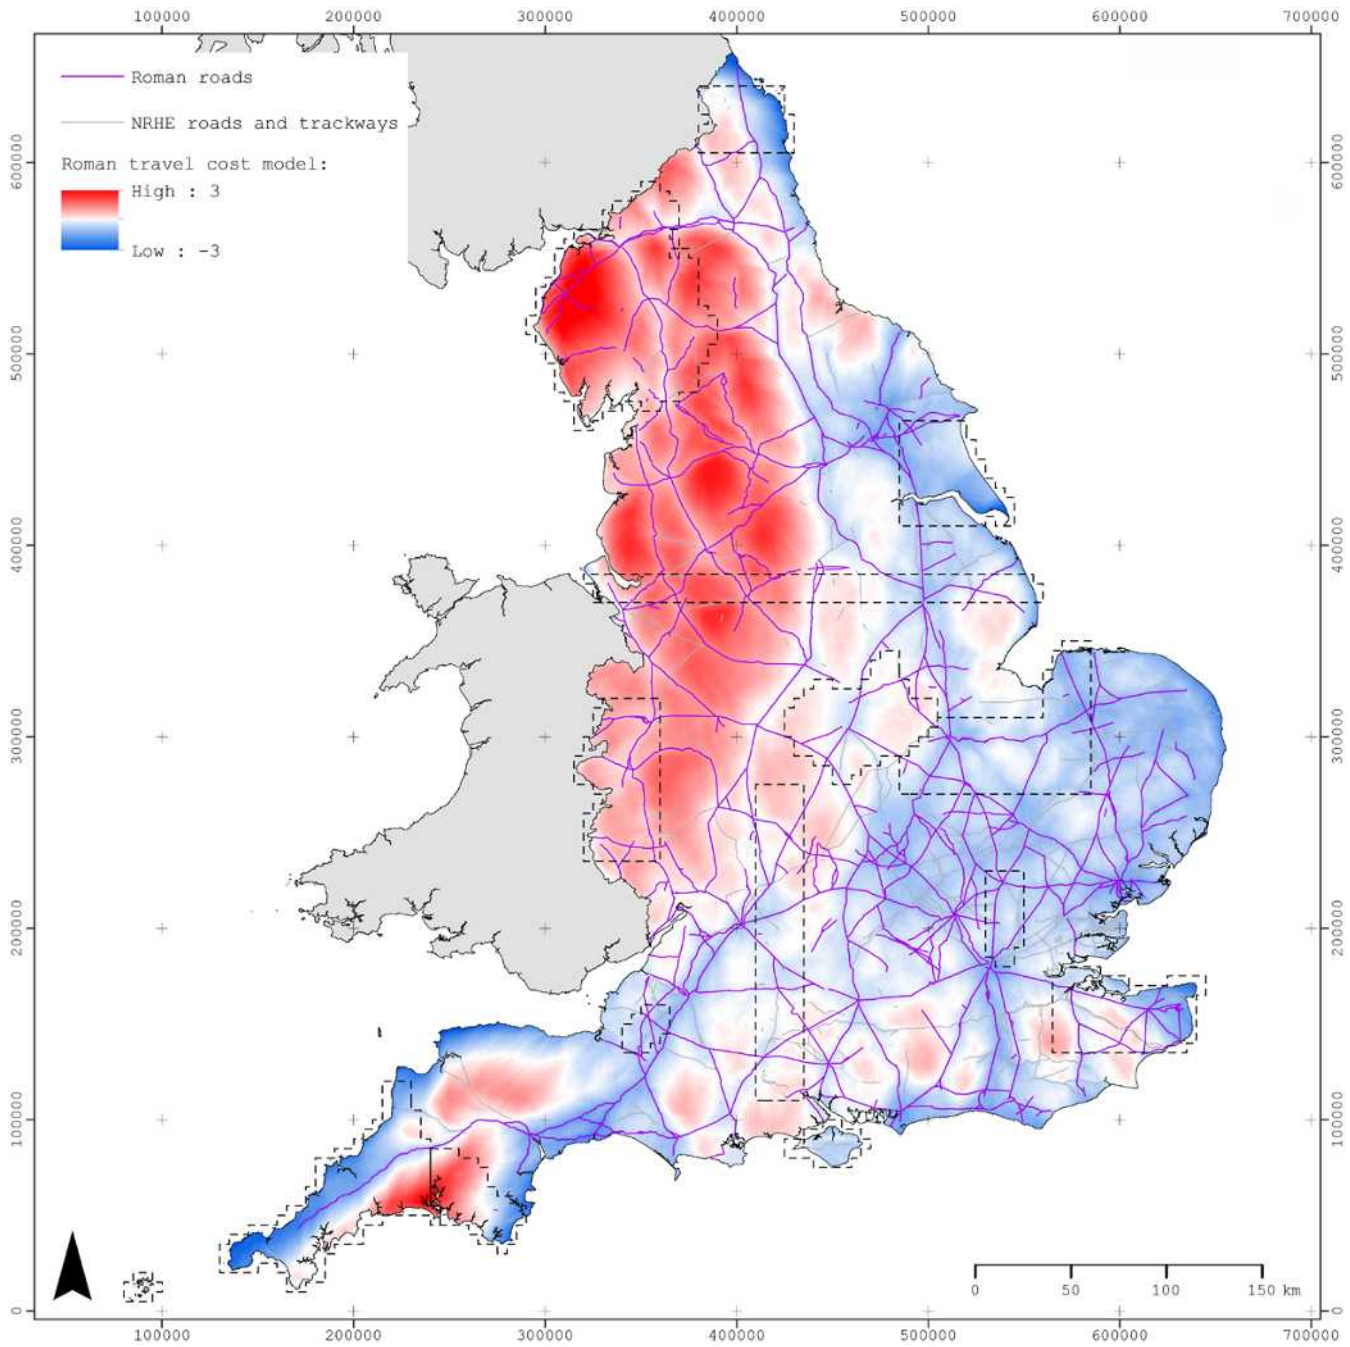 100000 200000 300000 400000 500000 600000 700000
Roman roads
NRHE roads and trackways
Roman travel cost model:
High : 3
Low : -3
600000 600000
500000 500000
400000 400000
300000 300000
200000 200000
100000 100000
0 50 100 150 km
0 0
100000 200000 300000 400000 500000 600000 700000